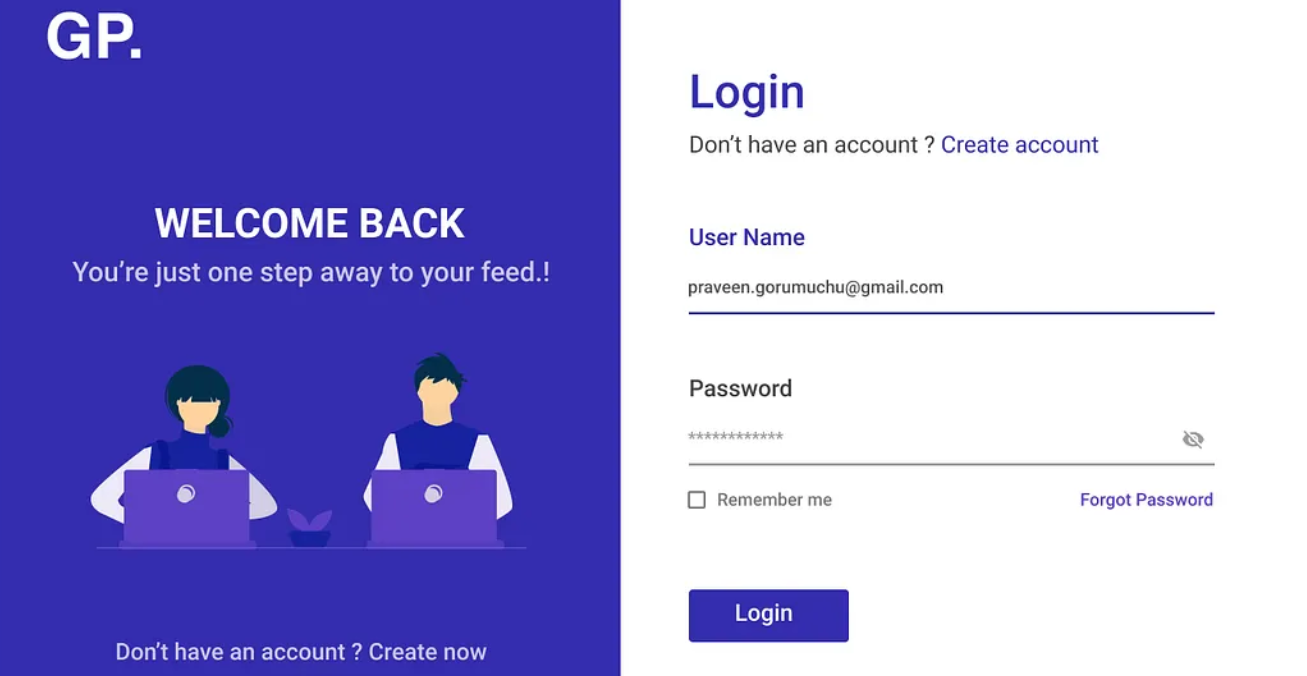 GP.
WELCOME BACK
You’re just one step away to your feed.!
Don’t have an account ? Create now
Login
Don’t have an account ? Create account
User Name
praveen.gorumuchu@gmail.com
Password
************
Remember me
Forgot Password
Login